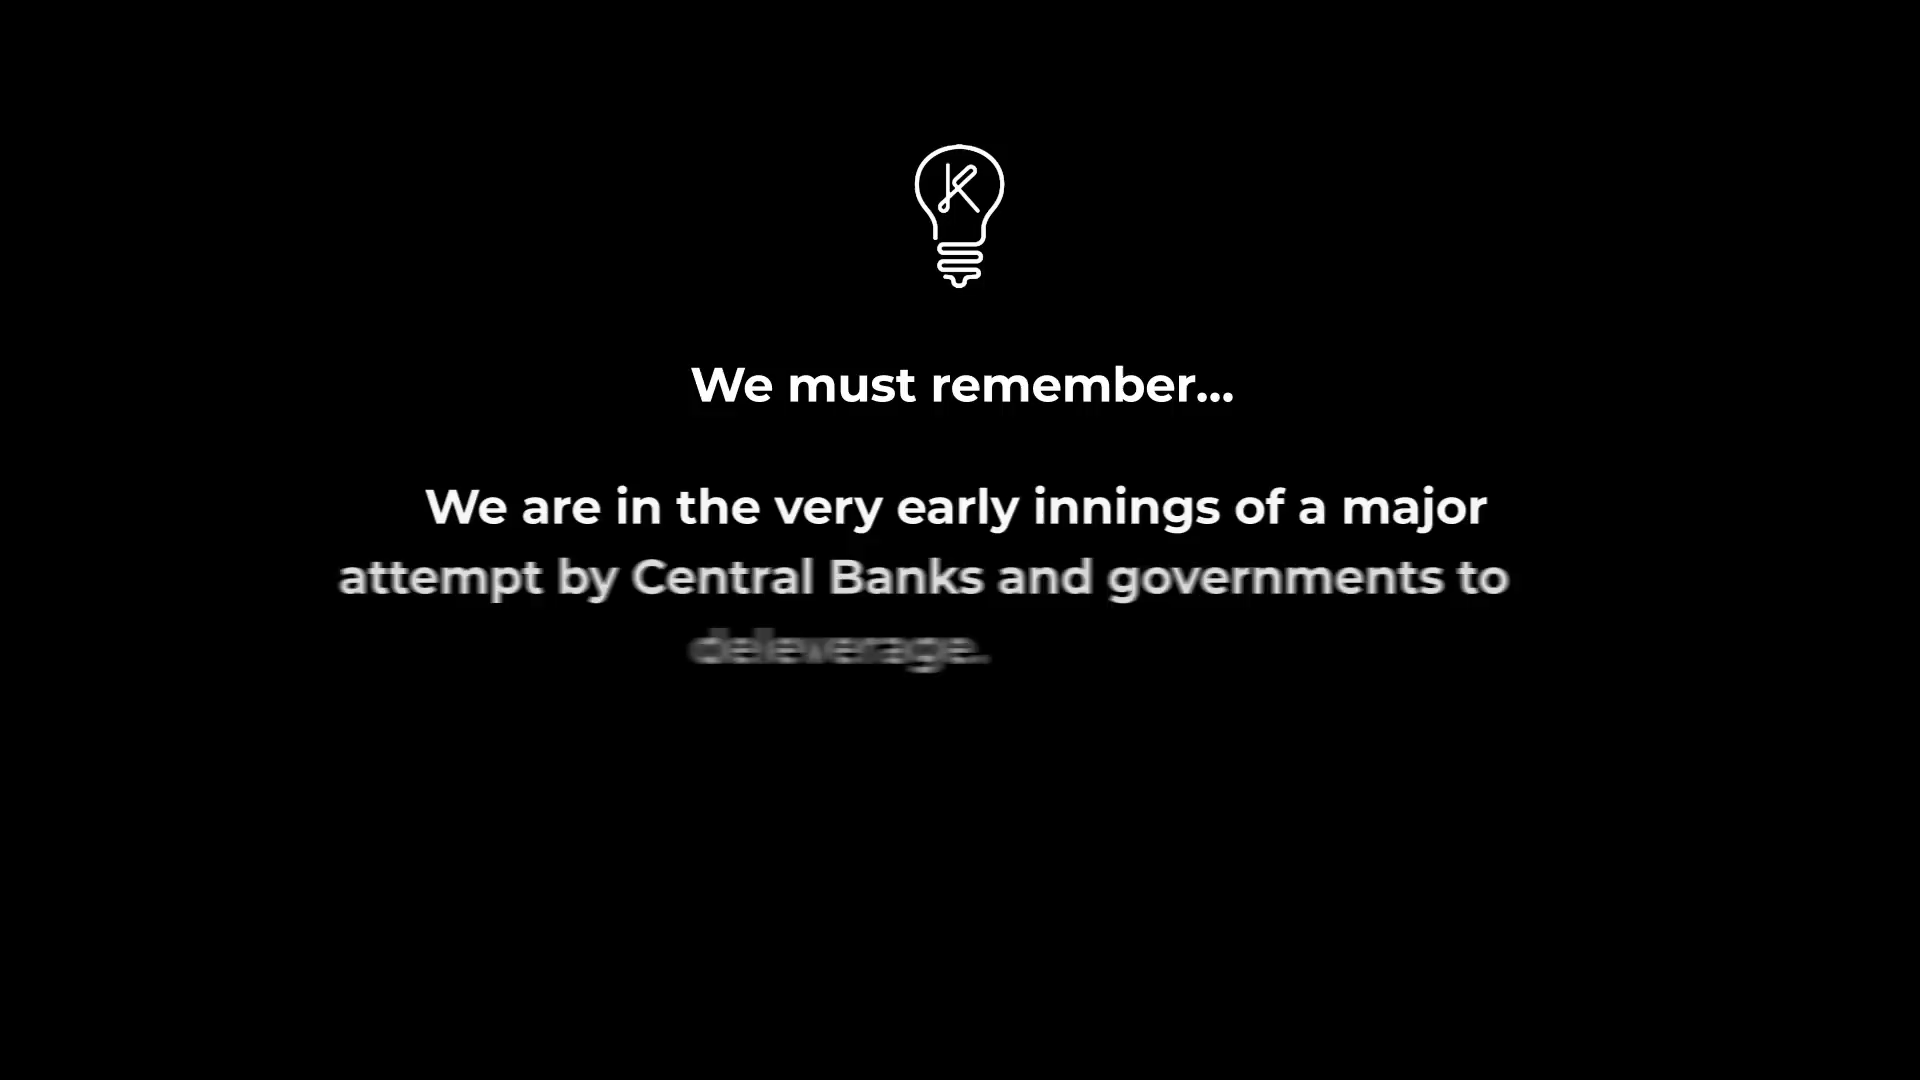 We must remember...
We are in the very early innings of a major
attempt by Central Banks and governments to
deleverage.